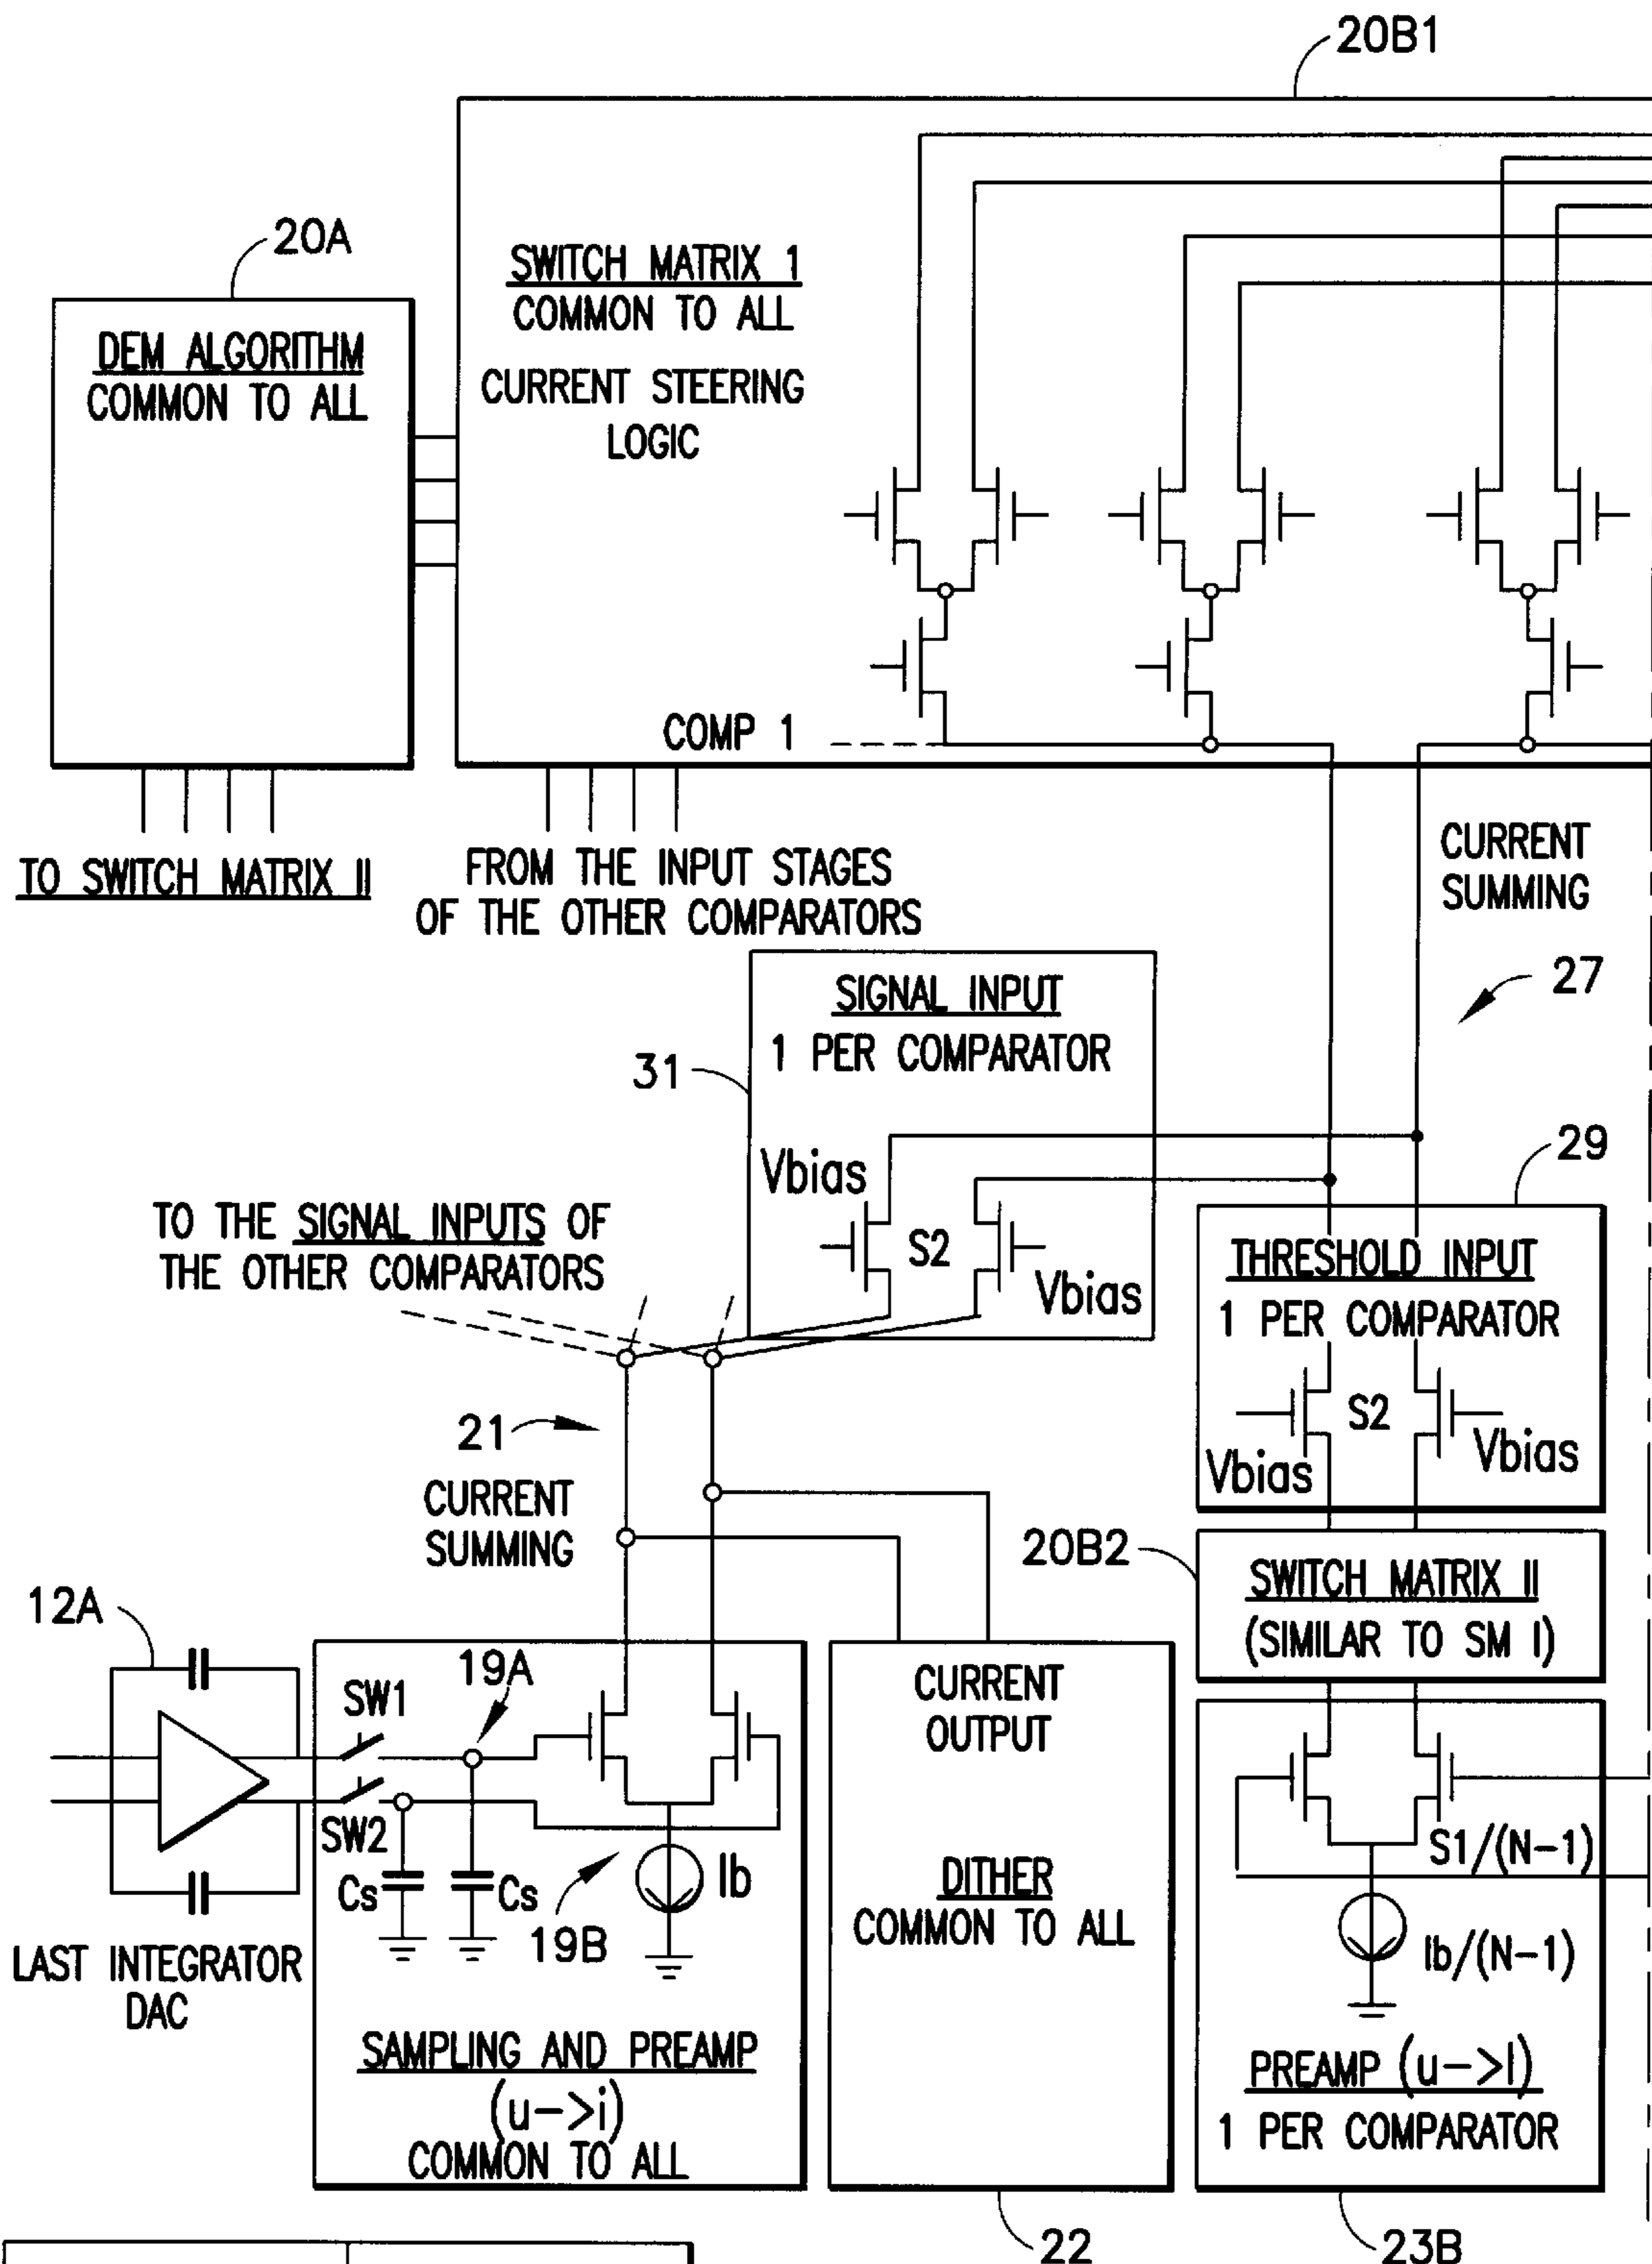 20B1
20A
SWITCH MATRIX 1
COMMON TO ALL
CURRENT STEERING
LOGIC
DEM ALGORITHM
COMMON TO ALL
COMP 1
TO SWITCH MATRIX II
FROM THE INPUT STAGES
OF THE OTHER COMPARATORS
CURRENT
SUMMING
27
SIGNAL INPUT
1 PER COMPARATOR
31
Vbias
S2
Vbias
29
TO THE SIGNAL INPUTS OF
THE OTHER COMPARATORS
THRESHOLD INPUT
1 PER COMPARATOR
S2
Vbias
Vbias
21
CURRENT
SUMMING
20B2
SWITCH MATRIX II
(SIMILAR TO SM I)
12A
19A
SW1
SW2
Cs
Cs
Ib
19B
LAST INTEGRATOR
DAC
SAMPLING AND PREAMP
(u->i)
COMMON TO ALL
CURRENT
OUTPUT
DITHER
COMMON TO ALL
S1/(N-1)
Ib/(N-1)
PREAMP (u->I)
1 PER COMPARATOR
22
23B